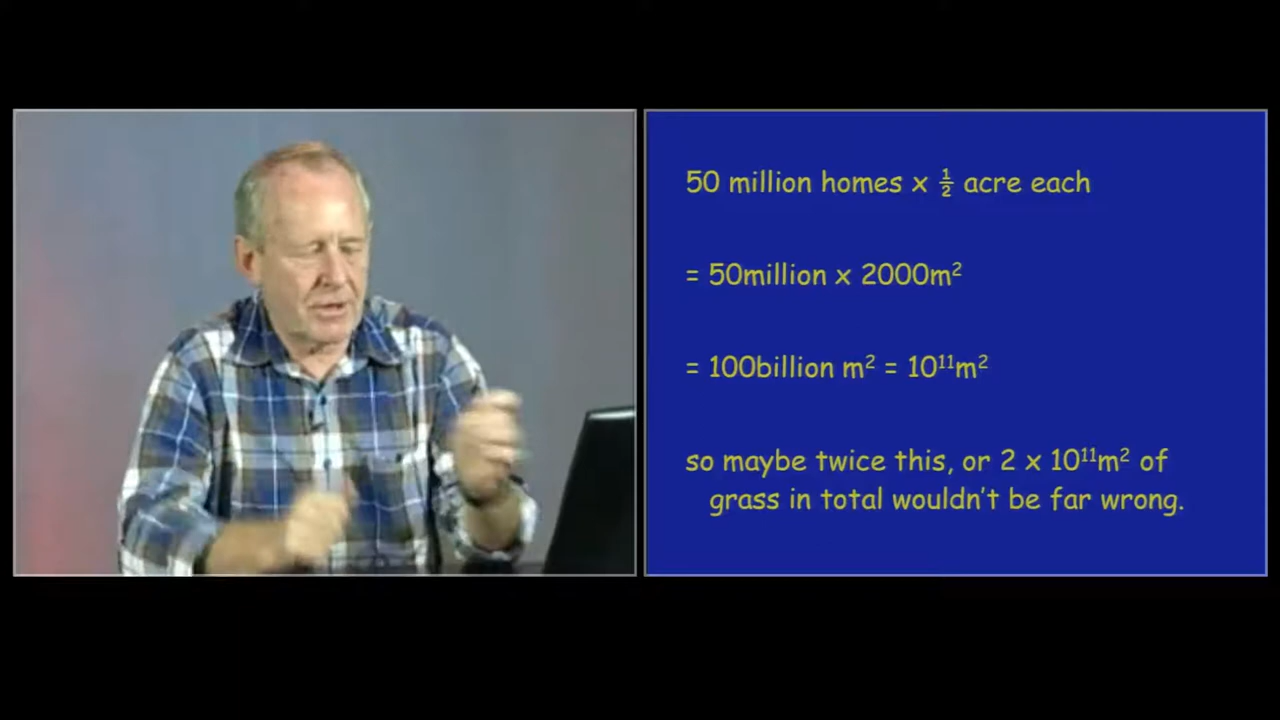 50 million homes x ½ acre each
= 50million x 2000m²
= 100billion m² = 10¹¹m²
so maybe twice this, or 2 x 10¹¹m² of
grass in total wouldn't be far wrong.